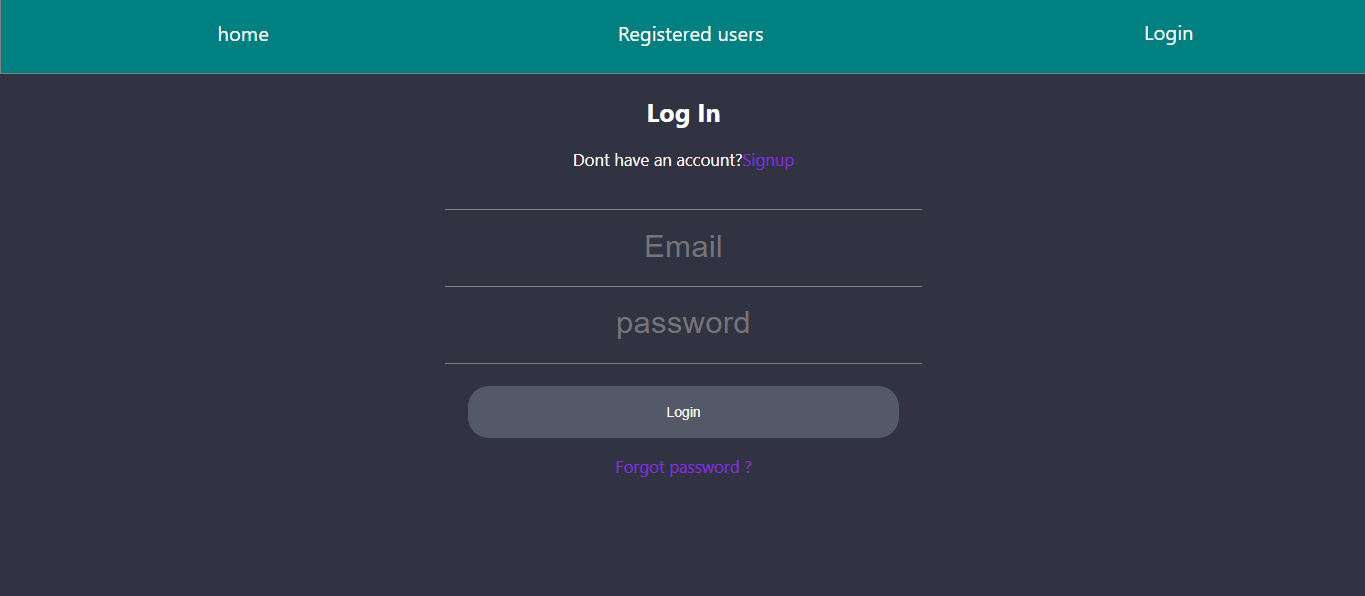 home Registered users Login
Log In
Dont have an account?Signup
Email
password
Login
Forgot password ?